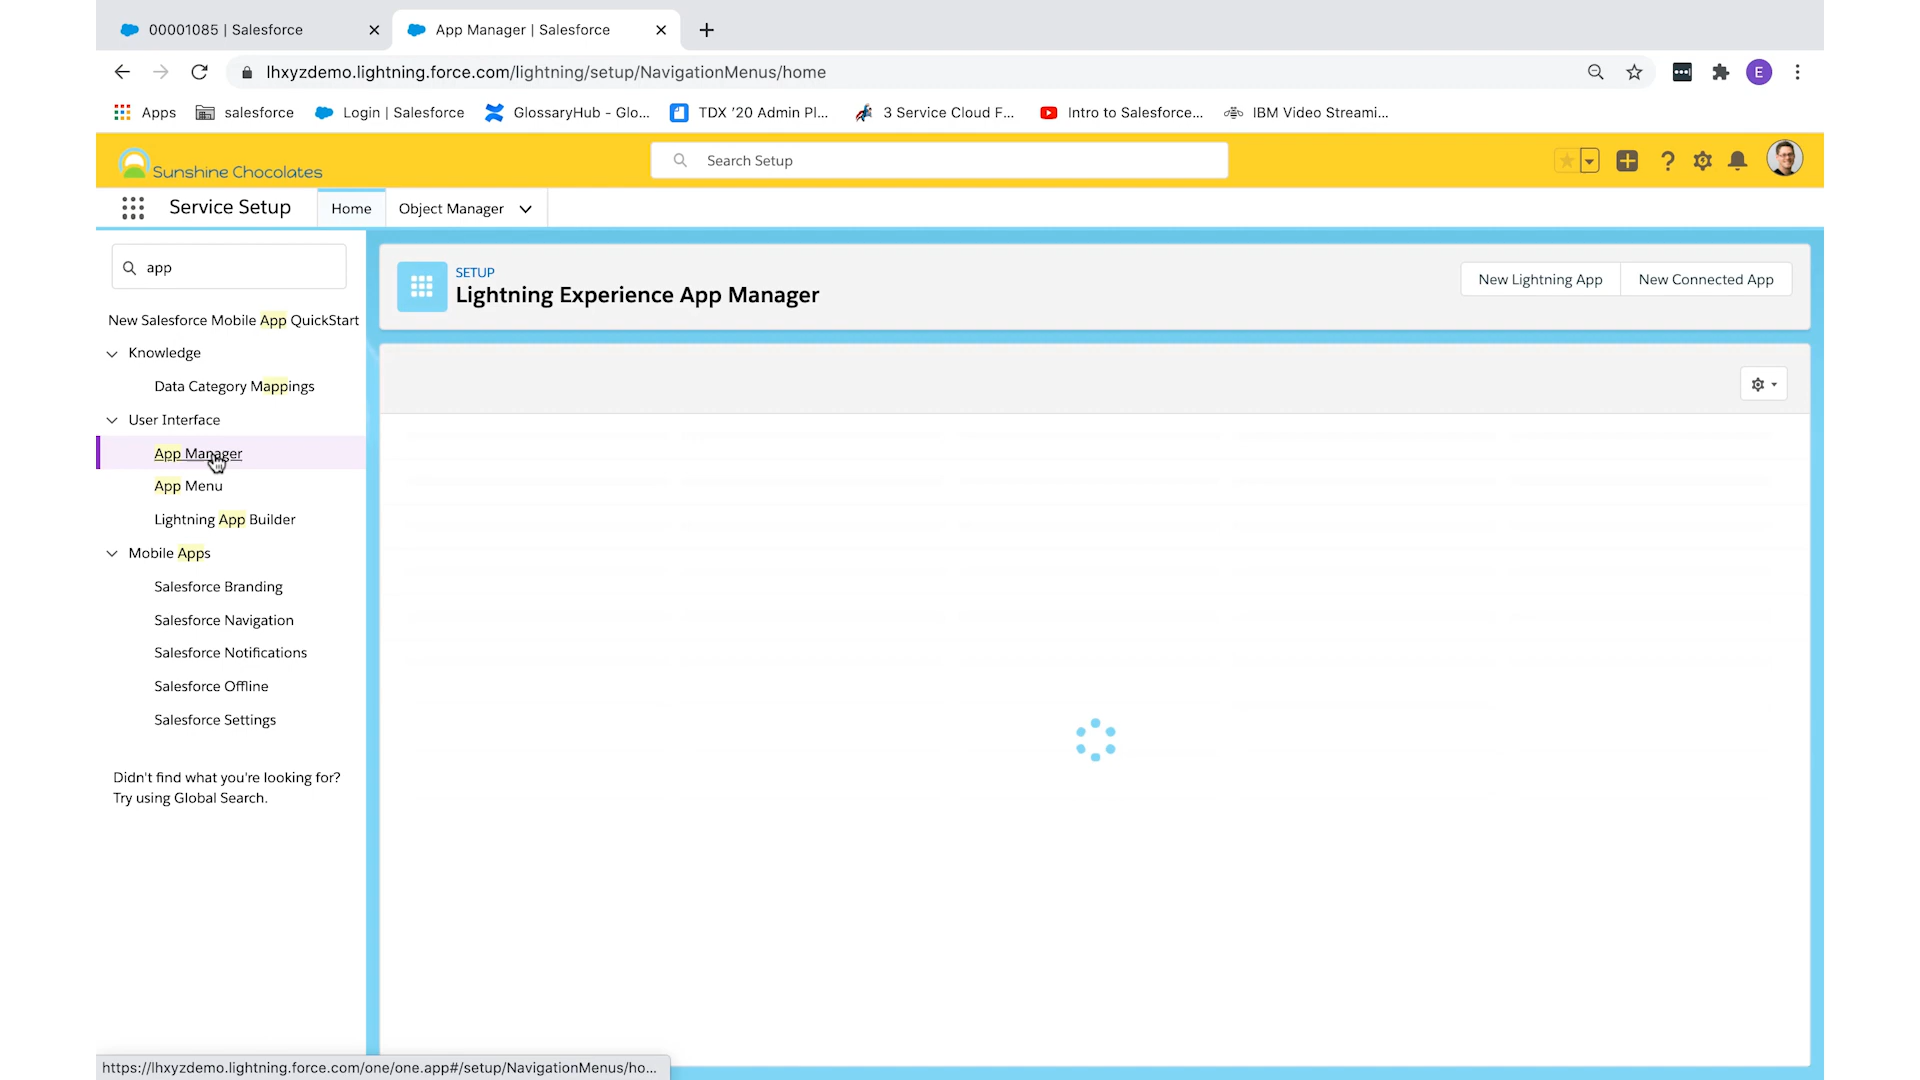 00001085 | Salesforce
App Manager | Salesforce
lhxyzdemo.lightning.force.com/lightning/setup/NavigationMenus/home
E
Apps
salesforce
Login | Salesforce
GlossaryHub - Glo...
TDX '20 Admin Pl...
3 Service Cloud F...
Intro to Salesforce...
IBM Video Streami...
Sunshine Chocolates
Search Setup
Service Setup
Home
Object Manager
app
New Salesforce Mobile App QuickStart
Knowledge
Data Category Mappings
User Interface
App Manager
App Menu
Lightning App Builder
Mobile Apps
Salesforce Branding
Salesforce Navigation
Salesforce Notifications
Salesforce Offline
Salesforce Settings
Didn't find what you're looking for?
Try using Global Search.
SETUP
Lightning Experience App Manager
New Lightning App
New Connected App
https://lhxyzdemo.lightning.force.com/one/one.app#/setup/NavigationMenus/ho...